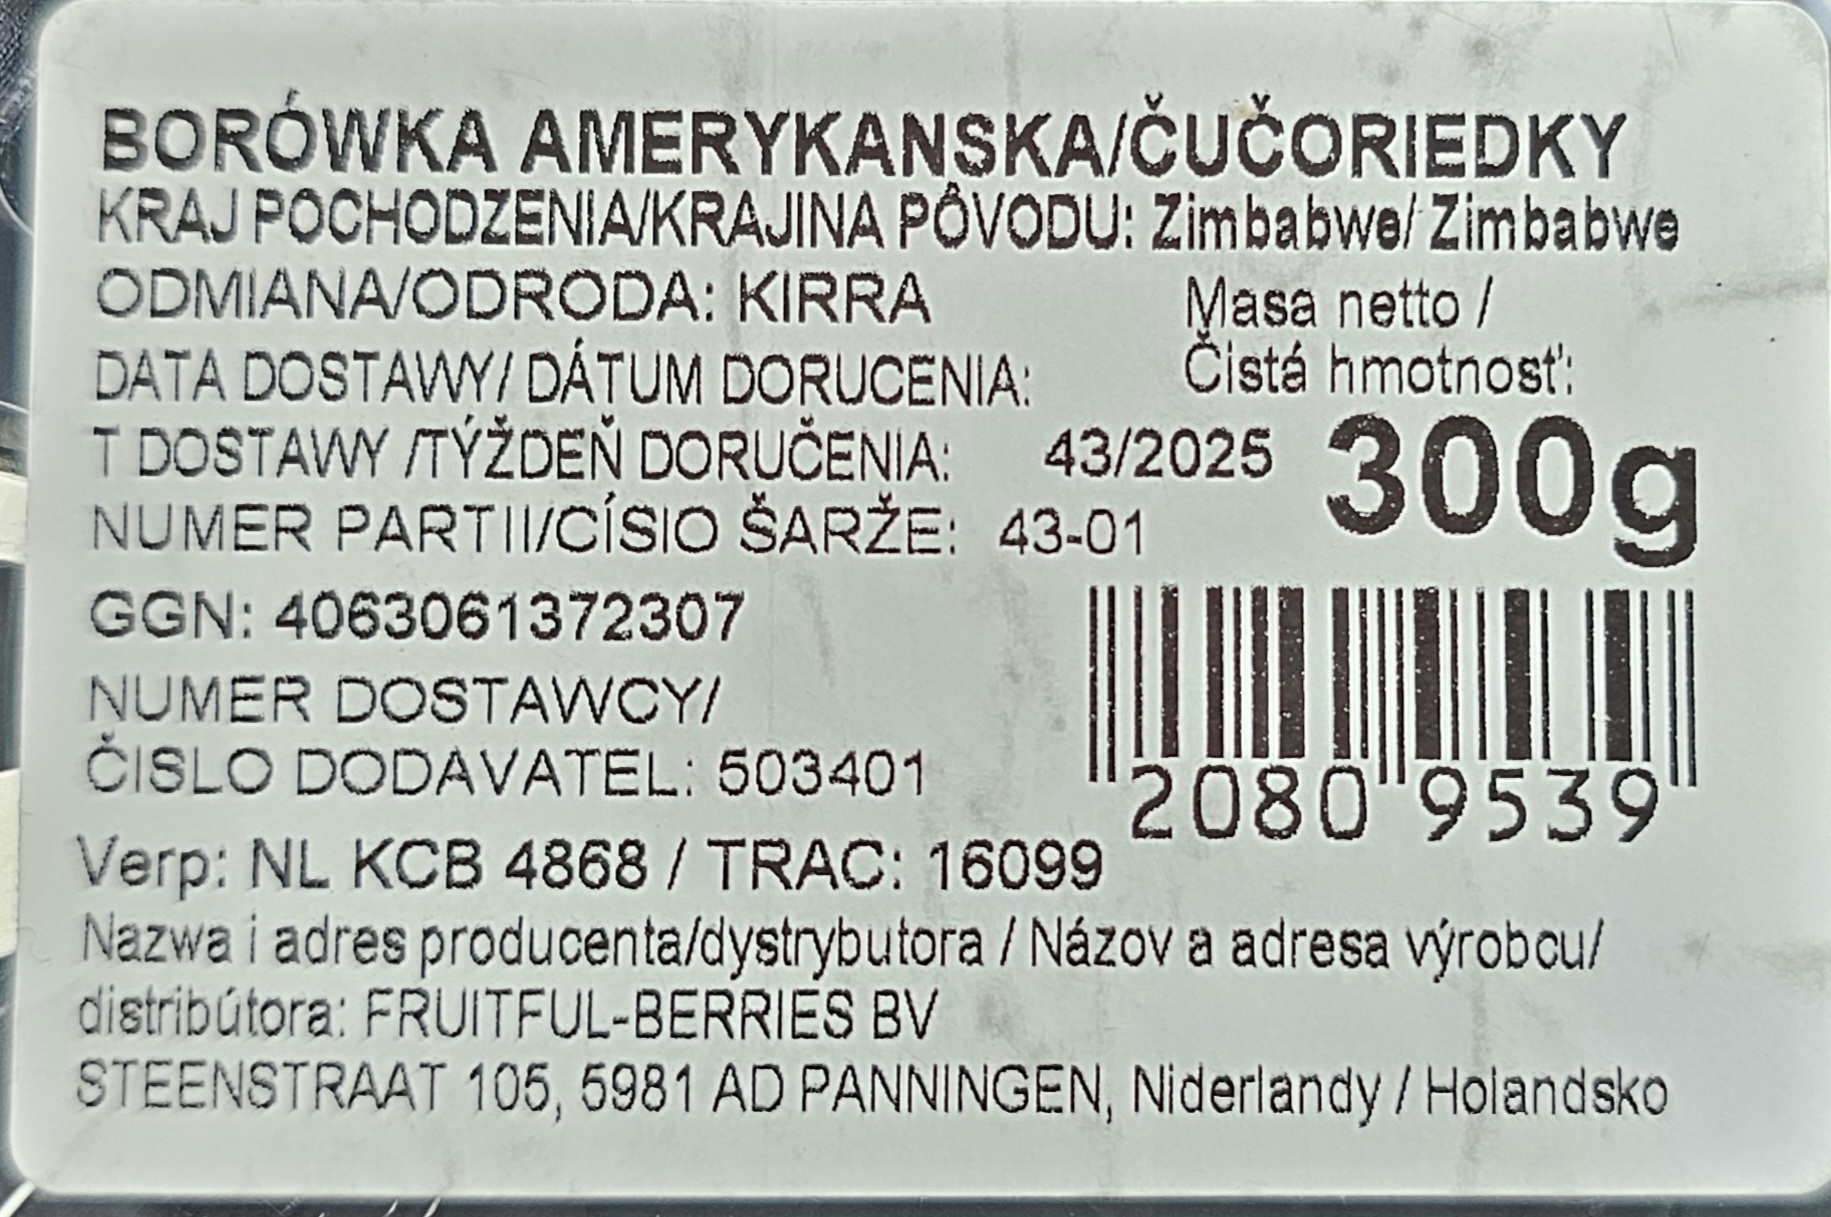 BORÓWKA AMERYKANSKA/ČUČORIEDKY
KRAJ POCHODZENIA/KRAJINA PÔVODU: Zimbabwe/ Zimbabwe
ODMIANA/ODRODA: KIRRA
Masa netto /
Čistá hmotnosť:
300g
DATA DOSTAWY/ DÁTUM DORUCENIA:
T DOSTAWY /TÝŽDEŇ DORUČENIA: 43/2025
NUMER PARTII/CÍSIO ŠARŽE: 43-01
GGN: 4063061372307
NUMER DOSTAWCY/
ČISLO DODAVATEL: 503401
2080 9539
Verp: NL KCB 4868 / TRAC: 16099
Nazwa i adres producenta/dystrybutora / Názov a adresa výrobcu/
distribútora: FRUITFUL-BERRIES BV
STEENSTRAAT 105, 5981 AD PANNINGEN, Niderlandy / Holandsko